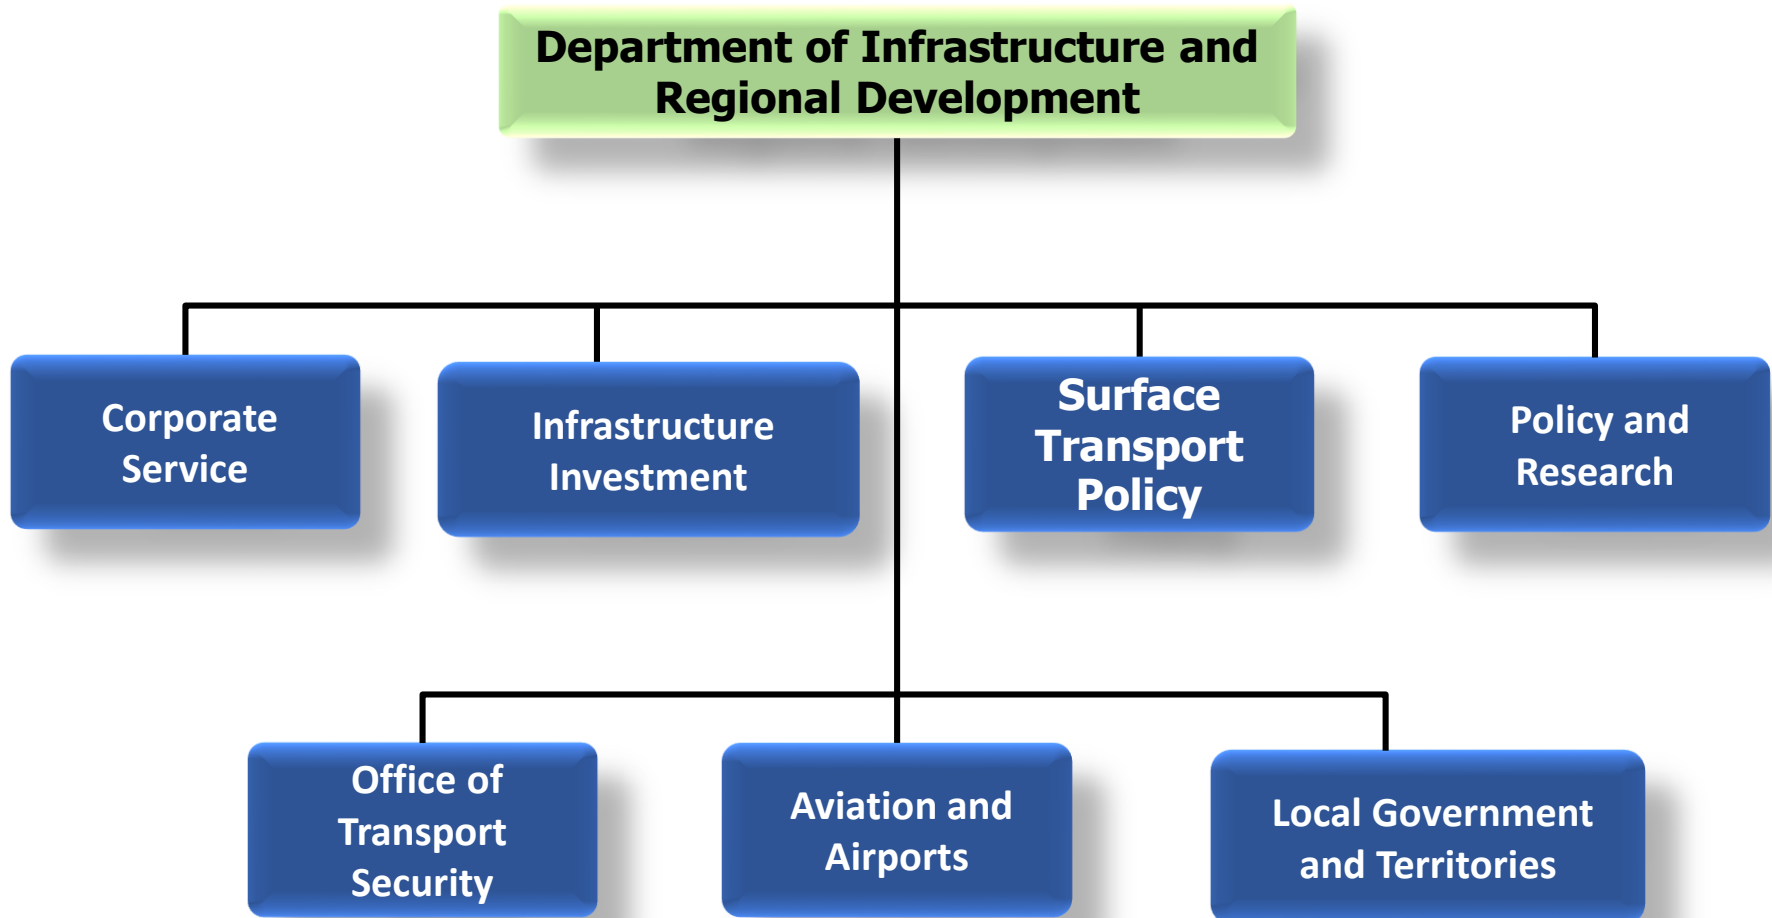 Department of Infrastructure and
Regional Development
Corporate
Service
Infrastructure
Investment
Surface
Transport
Policy
Policy and
Research
Office of
Transport
Security
Aviation and
Airports
Local Government
and Territories